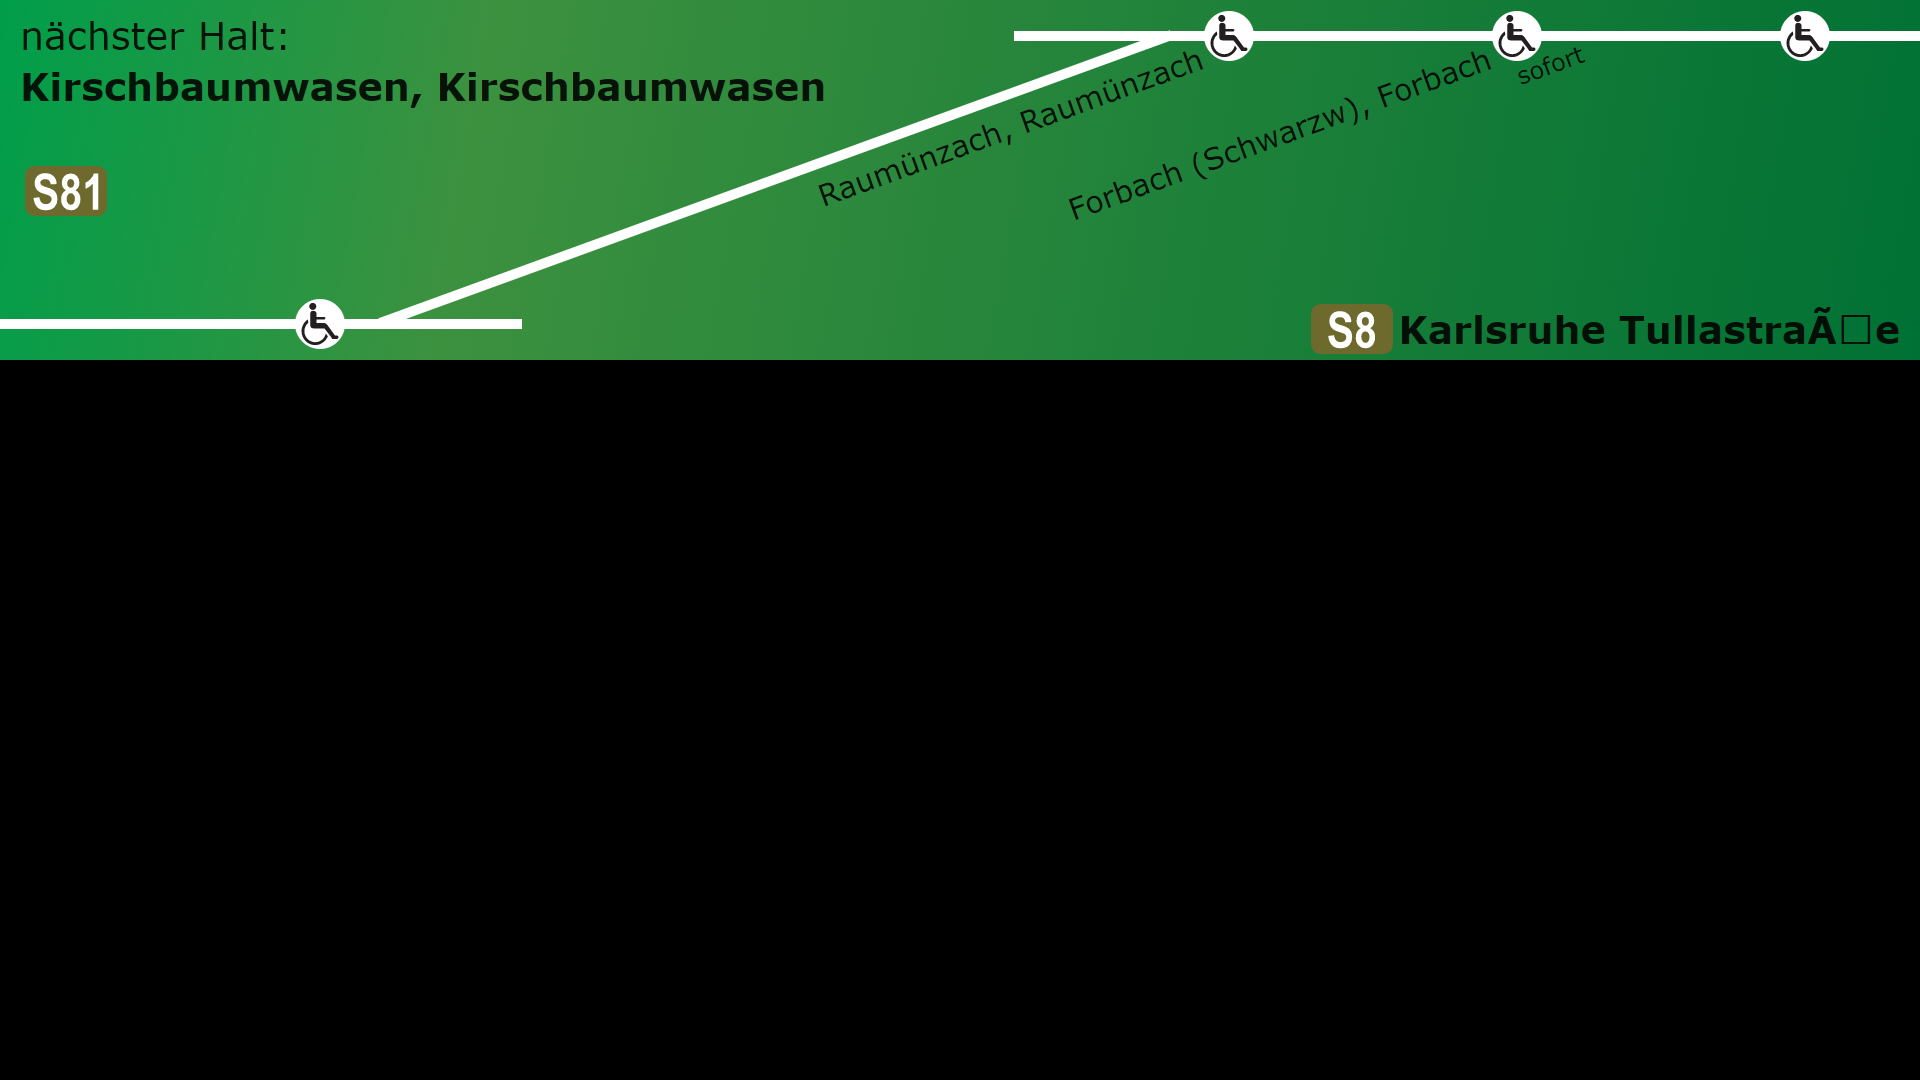 nächster Halt:
Kirschbaumwasen, Kirschbaumwasen
S81
Raumünzach, Raumünzach
Forbach (Schwarzw), Forbach
sofort
S8 Karlsruhe TullastraÃ□e